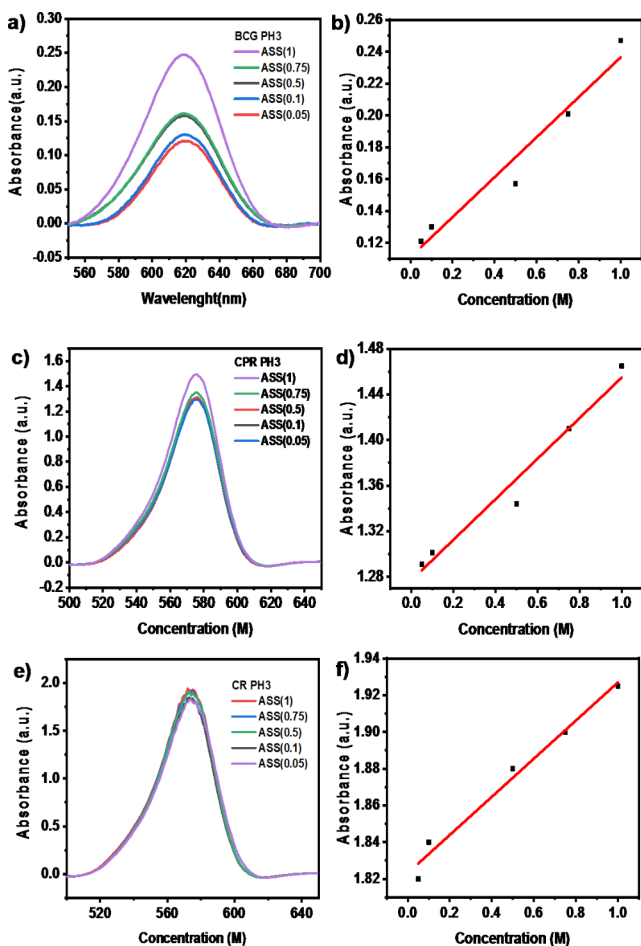 a)
BCG PH3
ASS(1)
ASS(0.75)
ASS(0.5)
ASS(0.1)
ASS(0.05)
Absorbance(a.u.)
0.30
0.25
0.20
0.15
0.10
0.05
0.00
-0.05
560 580 600 620 640 660 680 700
Wavelenght(nm)
b)
Absorbance (a.u.)
0.26
0.24
0.22
0.20
0.18
0.16
0.14
0.12
0.0 0.2 0.4 0.6 0.8 1.0
Concentration (M)
c)
CPR PH3
ASS(1)
ASS(0.75)
ASS(0.5)
ASS(0.1)
ASS(0.05)
Absorbance (a.u.)
1.6
1.4
1.2
1.0
0.8
0.6
0.4
0.2
0.0
-0.2
500 520 540 560 580 600 620 640
Concentration (M)
d)
Absorbance (a.u.)
1.48
1.44
1.40
1.36
1.32
1.28
0.0 0.2 0.4 0.6 0.8 1.0
Concentration (M)
e)
CR PH3
ASS(1)
ASS(0.75)
ASS(0.5)
ASS(0.1)
ASS(0.05)
Absorbance (a.u.)
2.0
1.5
1.0
0.5
0.0
520 540 560 580 600 620 640
Concentration (M)
f)
Absorbance (a.u.)
1.94
1.92
1.90
1.88
1.86
1.84
1.82
0.0 0.2 0.4 0.6 0.8 1.0
Concentration (M)